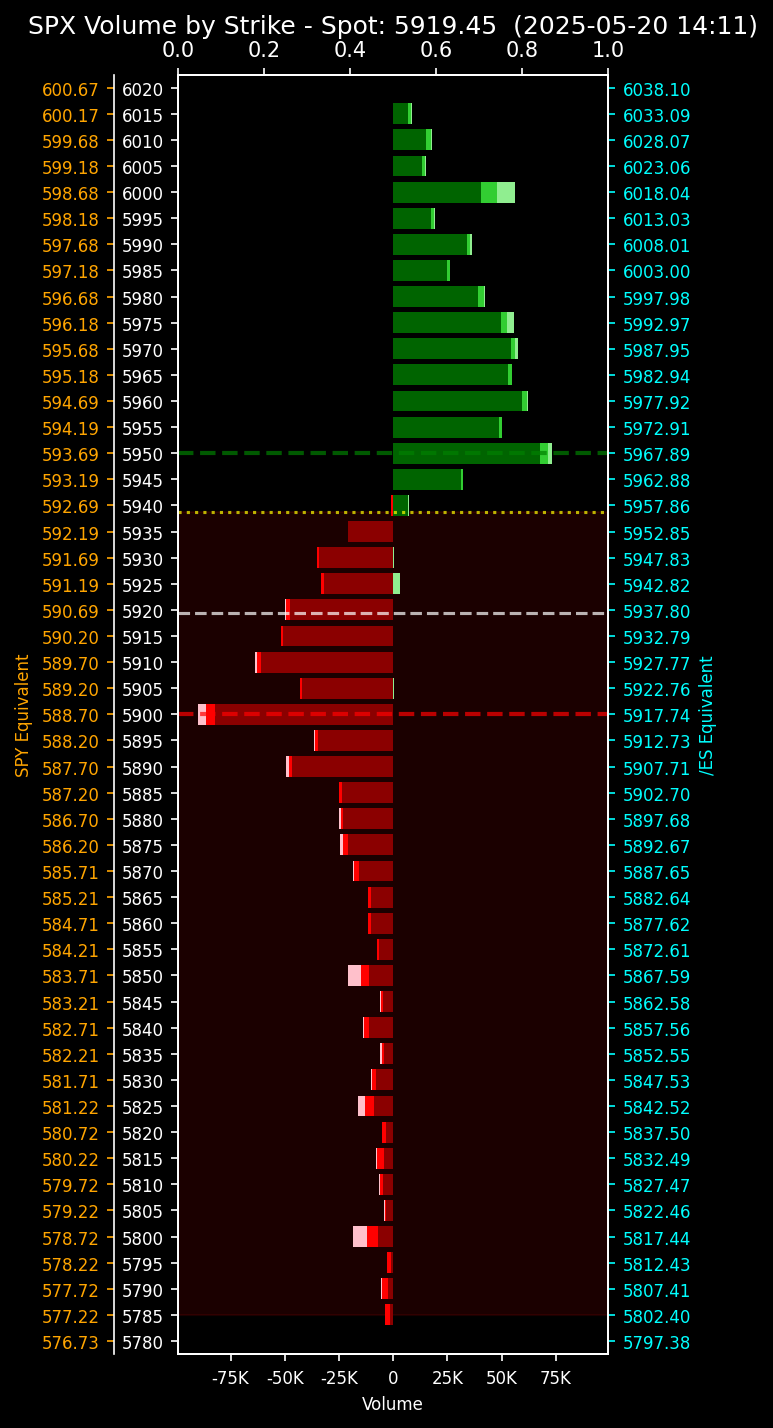 SPX Volume by Strike - Spot: 5919.45 (2025-05-20 14:11)
0.0 0.2 0.4 0.6 0.8 1.0
600.67 6020 6038.10
600.17 6015 6033.09
599.68 6010 6028.07
599.18 6005 6023.06
598.68 6000 6018.04
598.18 5995 6013.03
597.68 5990 6008.01
597.18 5985 6003.00
596.68 5980 5997.98
596.18 5975 5992.97
595.68 5970 5987.95
595.18 5965 5982.94
594.69 5960 5977.92
594.19 5955 5972.91
593.69 5950 5967.89
593.19 5945 5962.88
592.69 5940 5957.86
592.19 5935 5952.85
591.69 5930 5947.83
591.19 5925 5942.82
590.69 5920 5937.80
590.20 5915 5932.79
589.70 5910 5927.77
589.20 5905 5922.76
588.70 5900 5917.74
588.20 5895 5912.73
587.70 5890 5907.71
587.20 5885 5902.70
586.70 5880 5897.68
586.20 5875 5892.67
585.71 5870 5887.65
585.21 5865 5882.64
584.71 5860 5877.62
584.21 5855 5872.61
583.71 5850 5867.59
583.21 5845 5862.58
582.71 5840 5857.56
582.21 5835 5852.55
581.71 5830 5847.53
581.22 5825 5842.52
580.72 5820 5837.50
580.22 5815 5832.49
579.72 5810 5827.47
579.22 5805 5822.46
578.72 5800 5817.44
578.22 5795 5812.43
577.72 5790 5807.41
577.22 5785 5802.40
576.73 5780 5797.38
SPY Equivalent
/ES Equivalent
-75K -50K -25K 0 25K 50K 75K
Volume